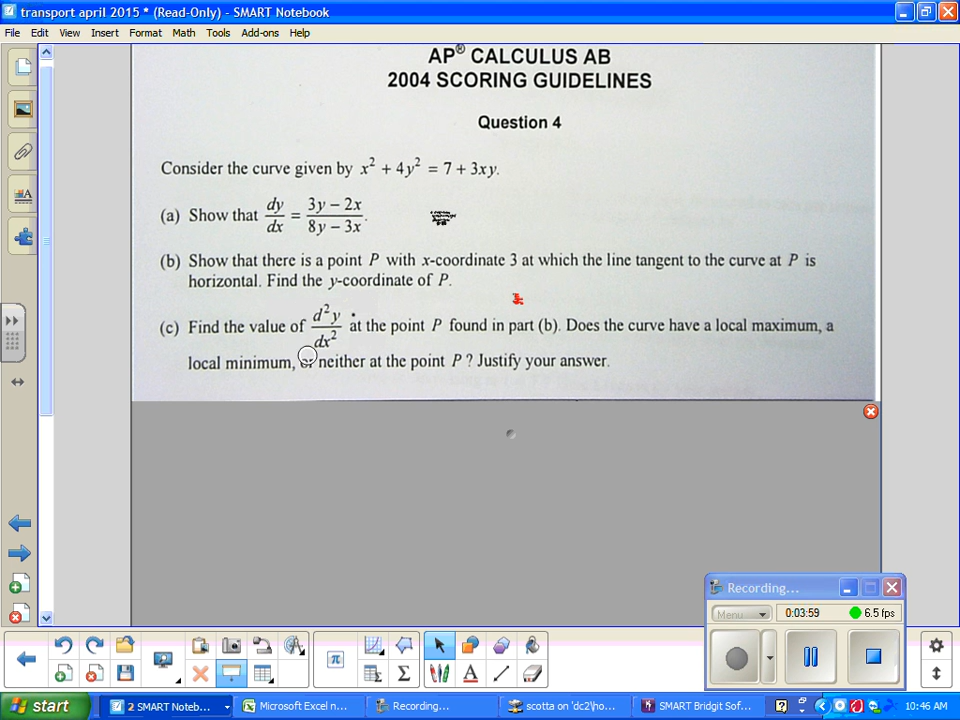 transport april 2015 * (Read-Only) - SMART Notebook
File Edit View Insert Format Math Tools Add-ons Help
AP® CALCULUS AB
2004 SCORING GUIDELINES
Question 4
Consider the curve given by x² + 4y² = 7 + 3xy.
(a) Show that dy/dx = (3y − 2x)/(8y − 3x).
(b) Show that there is a point P with x-coordinate 3 at which the line tangent to the curve at P is
horizontal. Find the y-coordinate of P.
(c) Find the value of d²y/dx² at the point P found in part (b). Does the curve have a local maximum, a
local minimum, or neither at the point P? Justify your answer.
Recording...
Menu 0:03:59 6.5 fps
start 2 SMART Noteb... Microsoft Excel n... Recording... scotta on 'dc2\ho... SMART Bridgit Sof... 10:46 AM